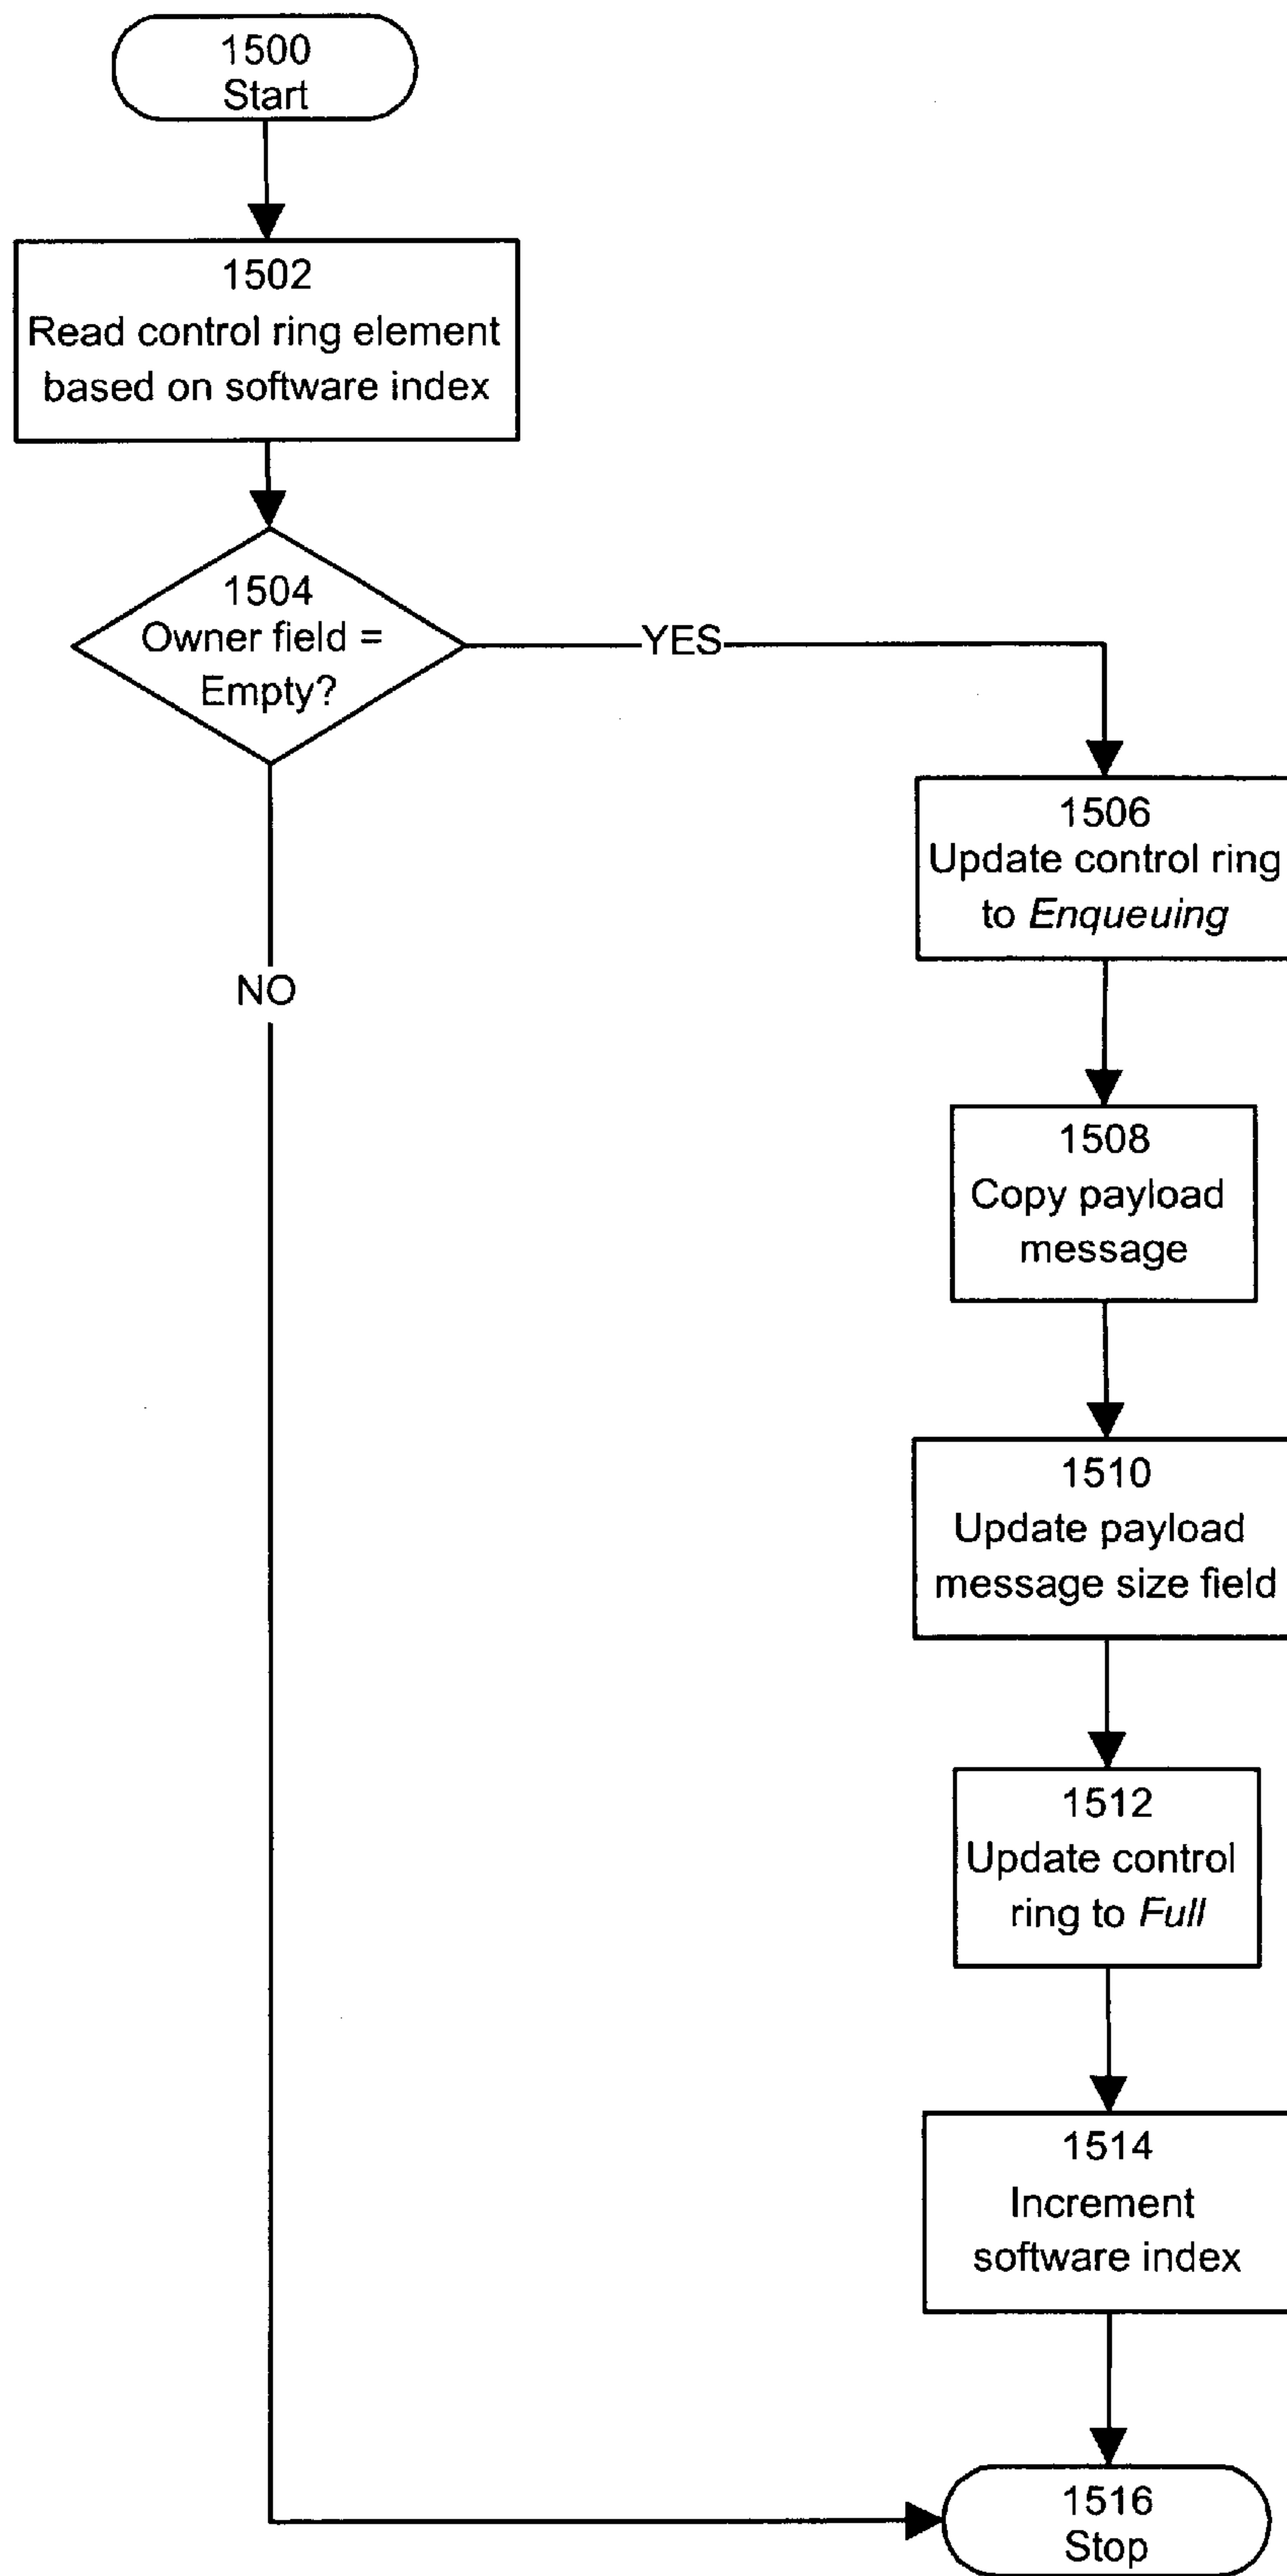 1500
Start
1502
Read control ring element
based on software index
1504
Owner field =
Empty?
YES
NO
1506
Update control ring
to Enqueuing
1508
Copy payload
message
1510
Update payload
message size field
1512
Update control
ring to Full
1514
Increment
software index
1516
Stop